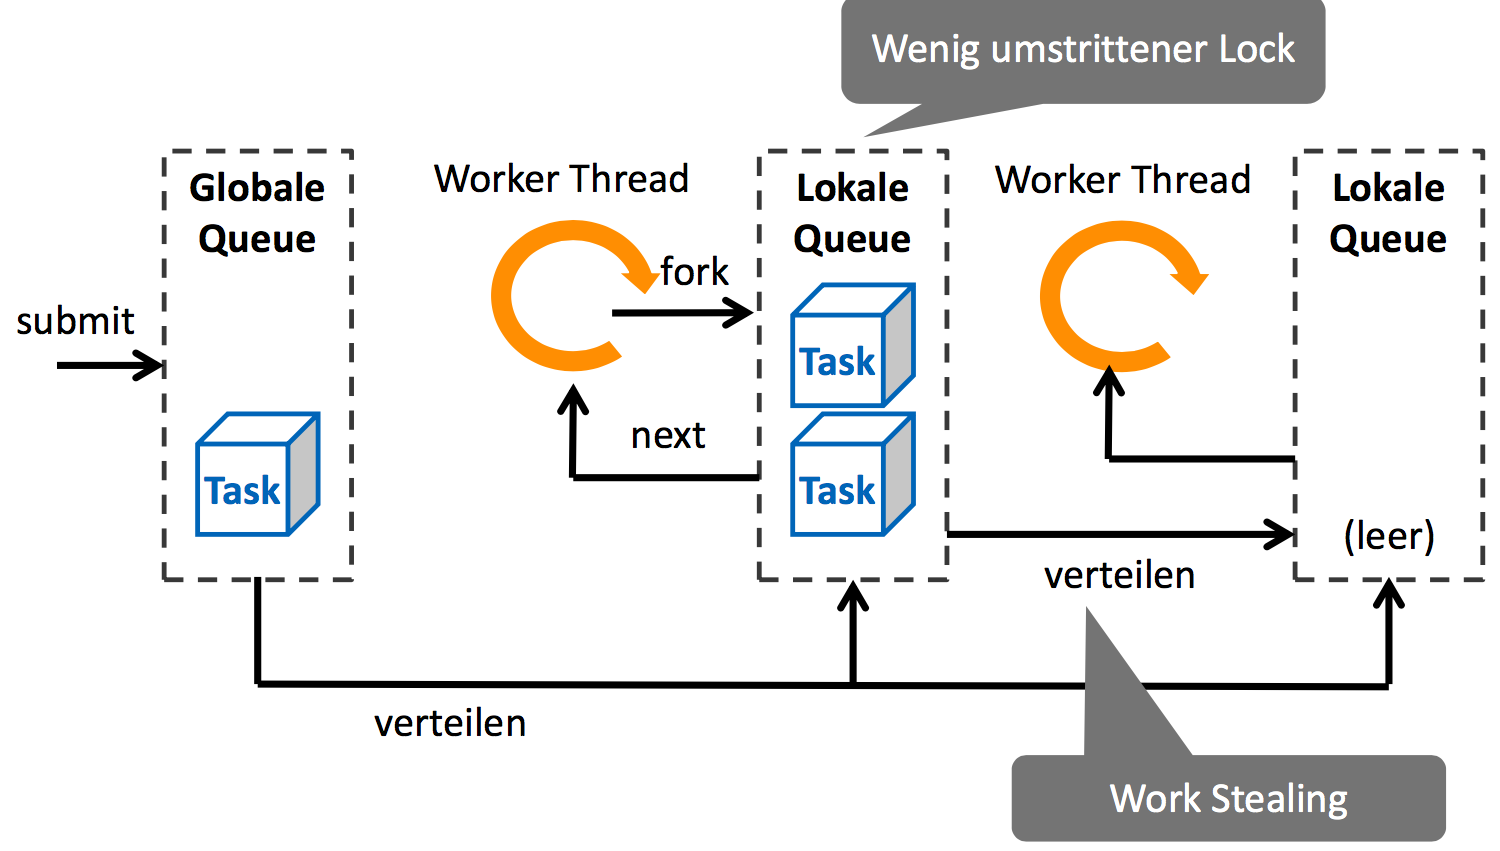 Wenig umstrittener Lock
Globale
Queue
Worker Thread
Lokale
Queue
Worker Thread
Lokale
Queue
submit
fork
Task
next
Task
Task
(leer)
verteilen
verteilen
Work Stealing